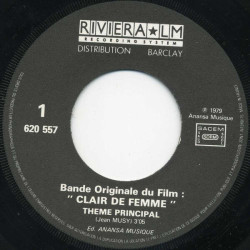 RIVIERA★LM
RECORDING SYSTEM
DISTRIBUTION BARCLAY
1
620 557
℗ 1979
Anansa Musique
SACEM
Bande Originale du Film :
" CLAIR DE FEMME "
THEME PRINCIPAL
(Jean MUSY) 3'05
Ed. ANANSA MUSIQUE